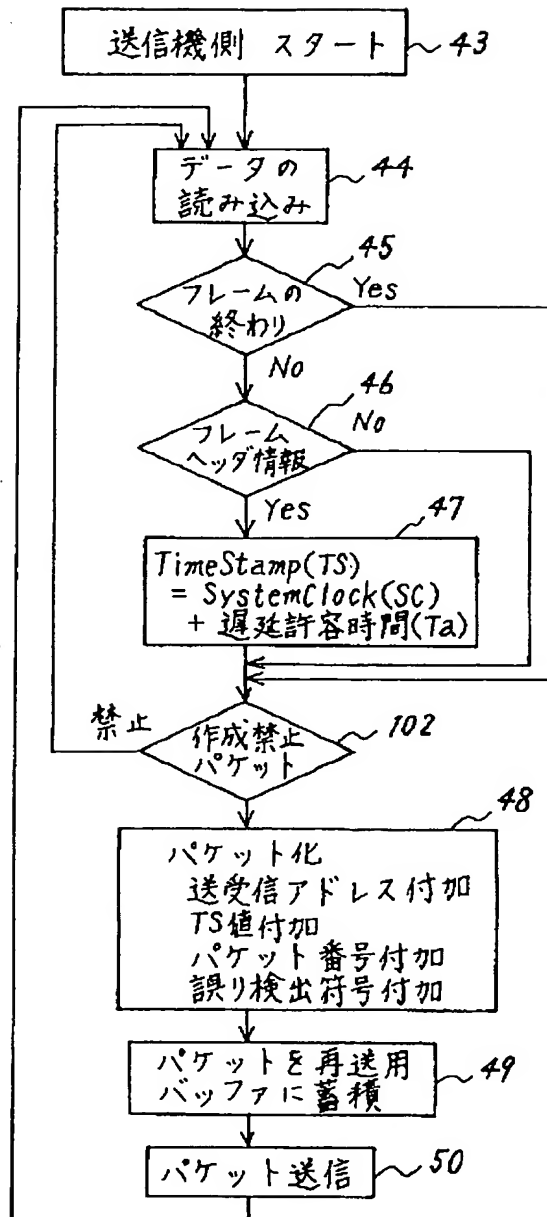 送信機側 スタート
43
データの
読み込み
44
45
フレームの
終わり
Yes
No
46
フレーム
ヘッダ情報
No
Yes
47
TimeStamp(TS)
= SystemClock(SC)
+ 遅延許容時間(Ta)
禁止
作成禁止
パケット
102
48
パケット化
送受信アドレス付加
TS値付加
パケット番号付加
誤り検出符号付加
パケットを再送用
バッファに蓄積
49
パケット送信
50